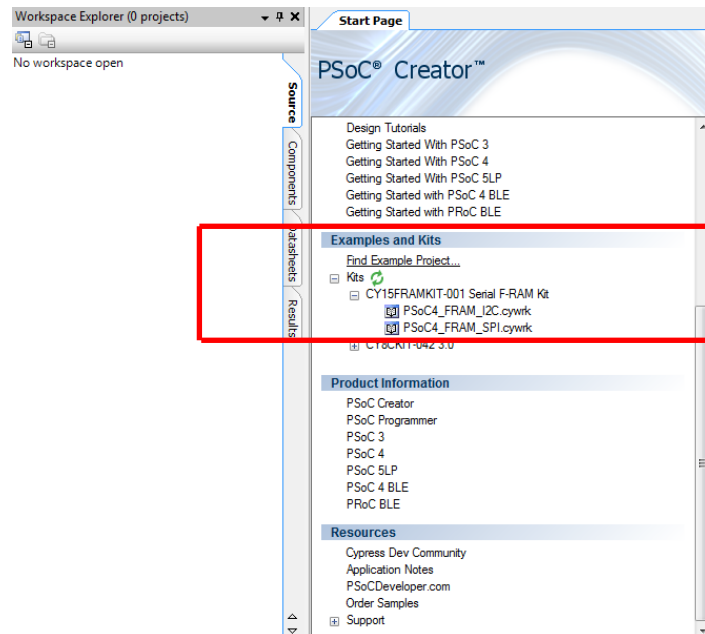 Workspace Explorer (0 projects)
No workspace open
Source
Components
Datasheets
Results
Start Page
PSoC® Creator™
Design Tutorials
Getting Started With PSoC 3
Getting Started With PSoC 4
Getting Started With PSoC 5LP
Getting Started with PSoC 4 BLE
Getting Started with PRoC BLE
Examples and Kits
Find Example Project...
Kits
CY15FRAMKIT-001 Serial F-RAM Kit
PSoC4_FRAM_I2C.cywrk
PSoC4_FRAM_SPI.cywrk
CY8CKIT-042 3.0
Product Information
PSoC Creator
PSoC Programmer
PSoC 3
PSoC 4
PSoC 5LP
PSoC 4 BLE
PRoC BLE
Resources
Cypress Dev Community
Application Notes
PSoCDeveloper.com
Order Samples
Support